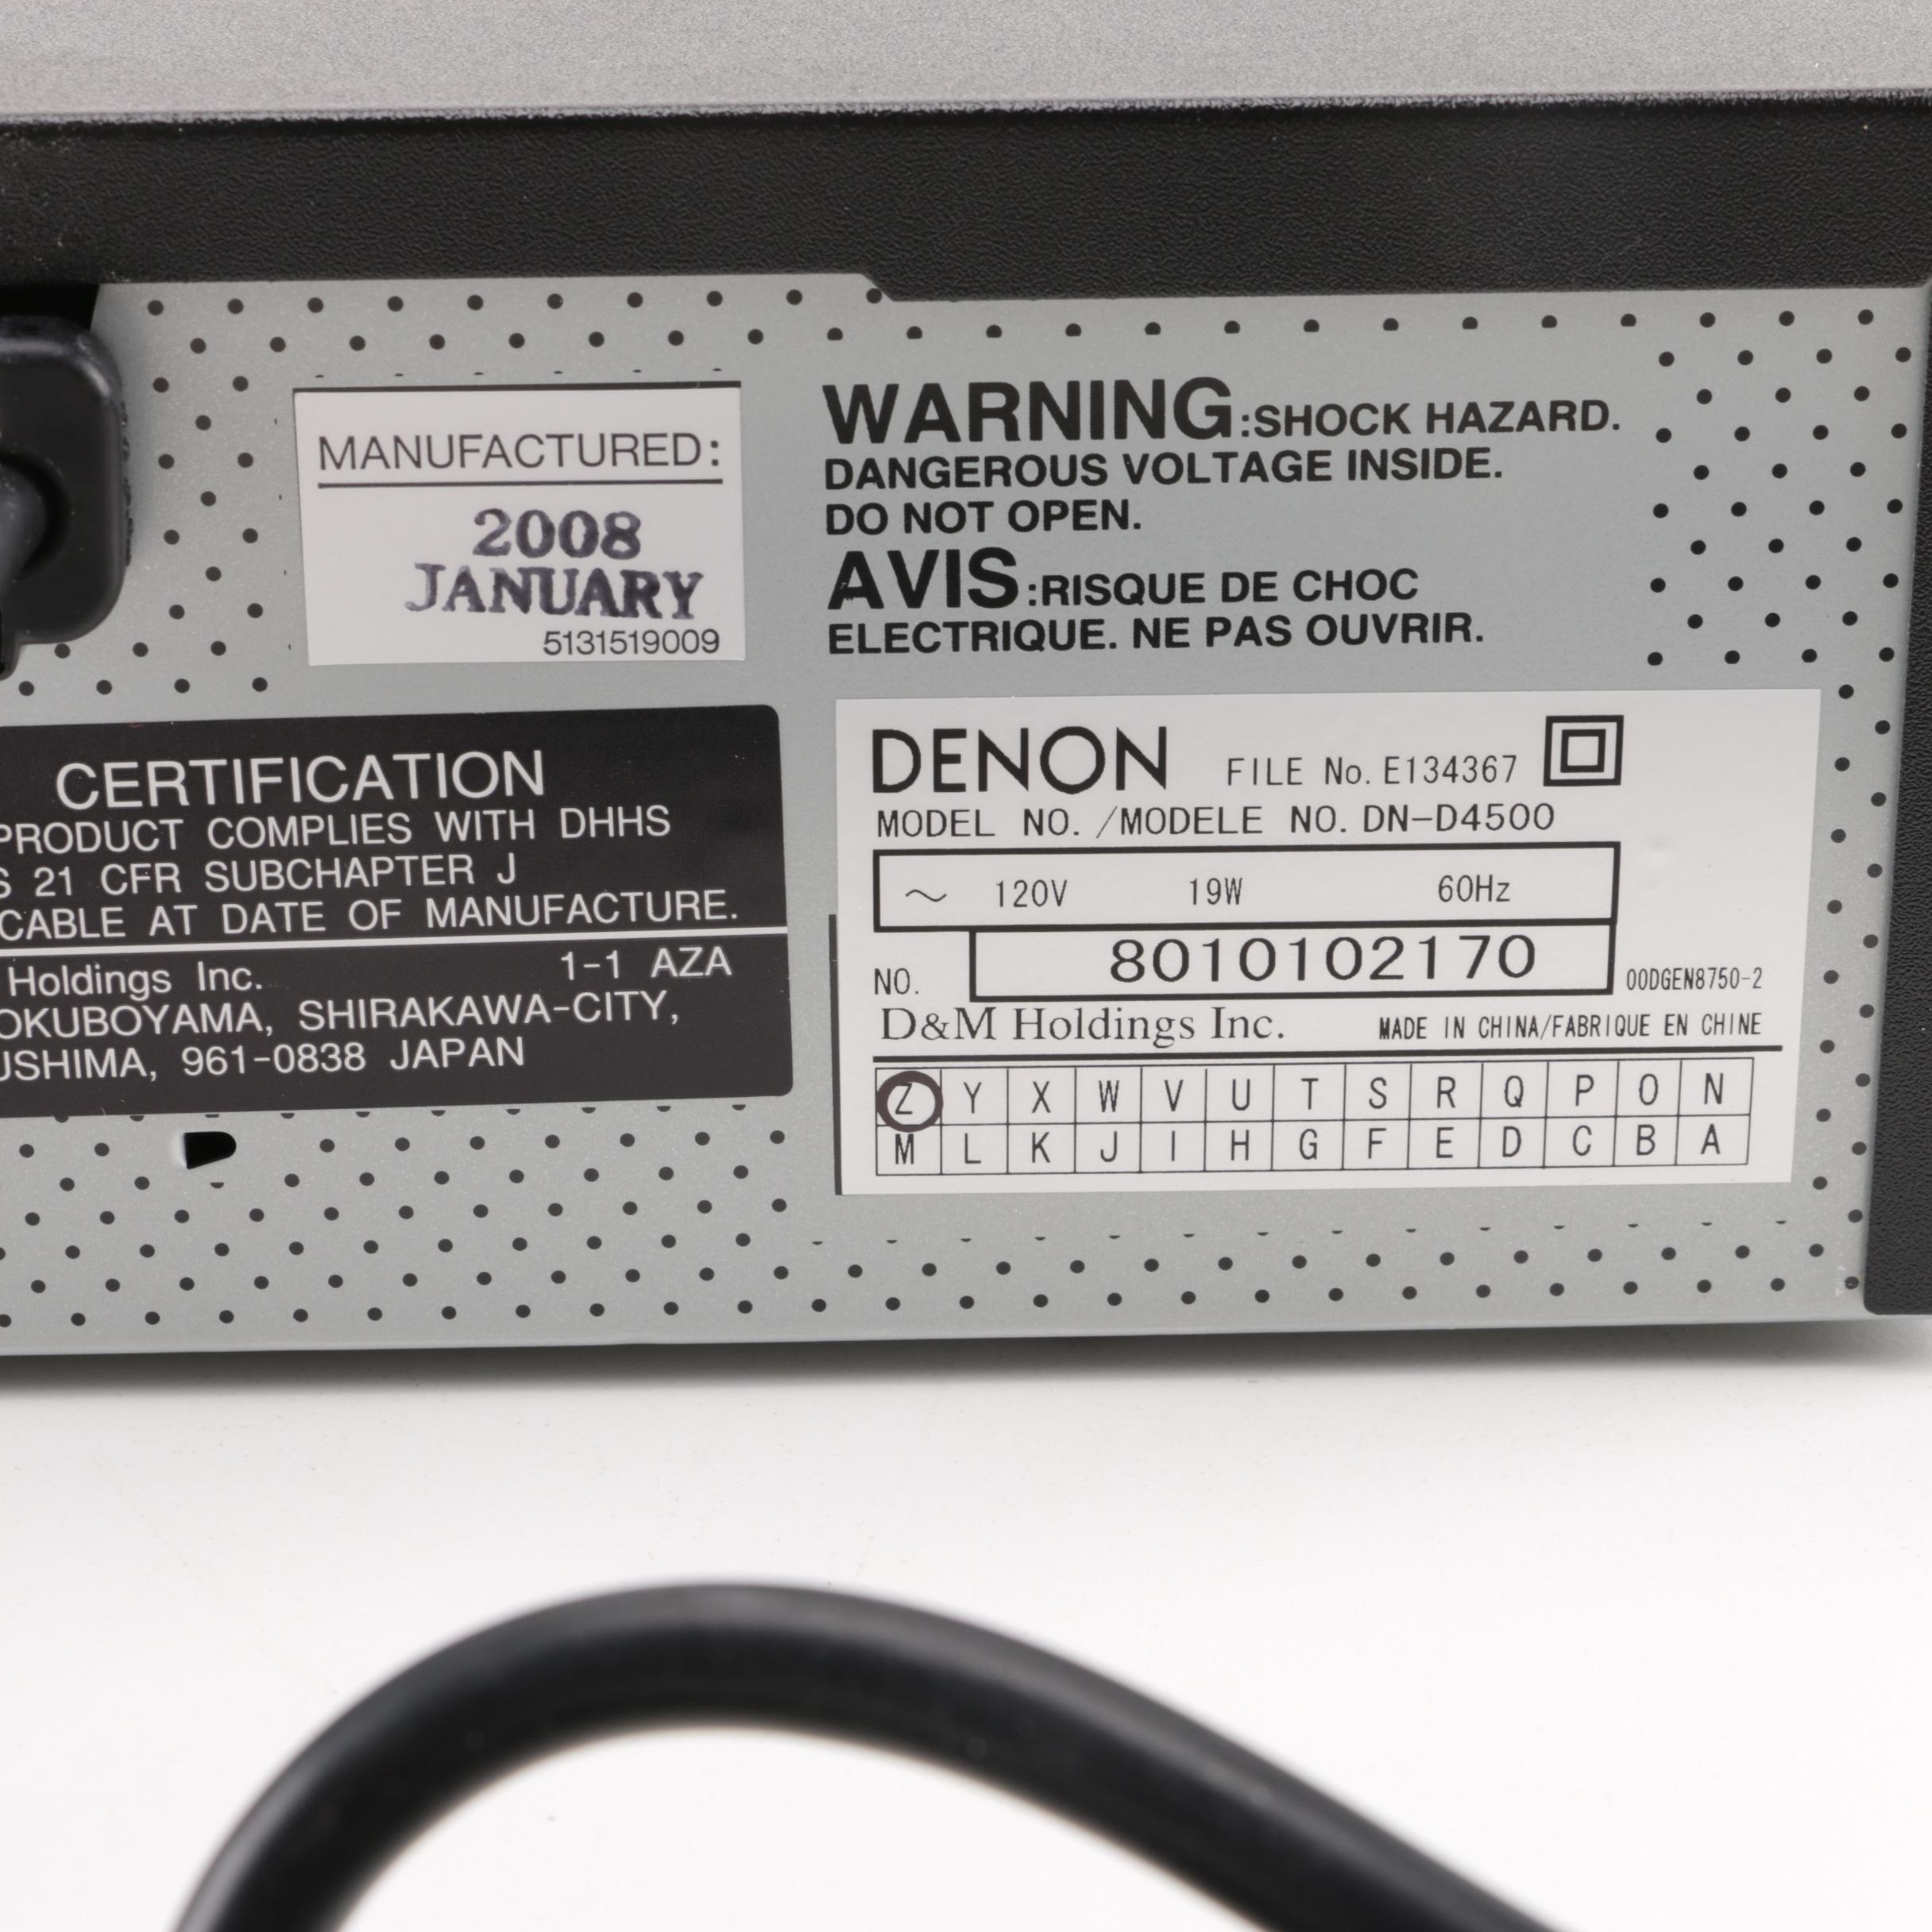 MANUFACTURED:
2008
JANUARY
5131519009
WARNING:SHOCK HAZARD.
DANGEROUS VOLTAGE INSIDE.
DO NOT OPEN.
AVIS:RISQUE DE CHOC
ELECTRIQUE. NE PAS OUVRIR.
CERTIFICATION
PRODUCT COMPLIES WITH DHHS
21 CFR SUBCHAPTER J
CABLE AT DATE OF MANUFACTURE.
Holdings Inc. 1-1 AZA
OKUBOYAMA, SHIRAKAWA-CITY,
USHIMA, 961-0838 JAPAN
DENON FILE No. E134367
MODEL NO. /MODELE NO. DN-D4500
~ 120V 19W 60Hz
NO. 8010102170 00DGEN8750-2
D&M Holdings Inc. MADE IN CHINA/FABRIQUE EN CHINE
Z Y X W V U T S R Q P O N
M L K J I H G F E D C B A